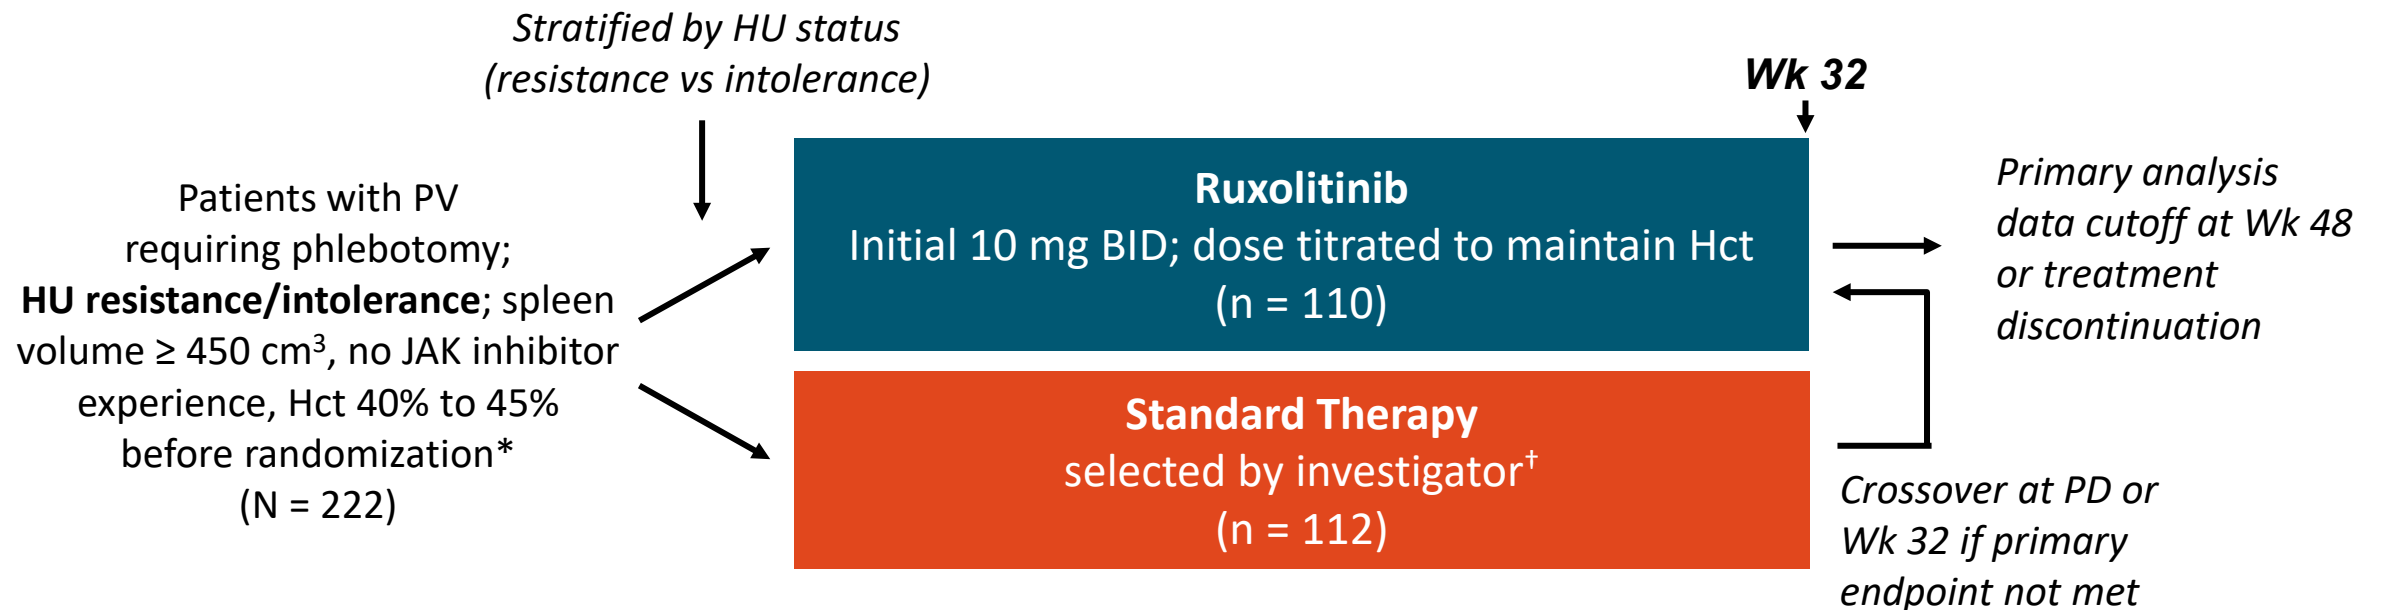 Stratified by HU status
(resistance vs intolerance)
Wk 32
Patients with PV
requiring phlebotomy;
HU resistance/intolerance; spleen
volume ≥ 450 cm³, no JAK inhibitor
experience, Hct 40% to 45%
before randomization*
(N = 222)
Ruxolitinib
Initial 10 mg BID; dose titrated to maintain Hct
(n = 110)
Standard Therapy
selected by investigator†
(n = 112)
Primary analysis
data cutoff at Wk 48
or treatment
discontinuation
Crossover at PD or
Wk 32 if primary
endpoint not met